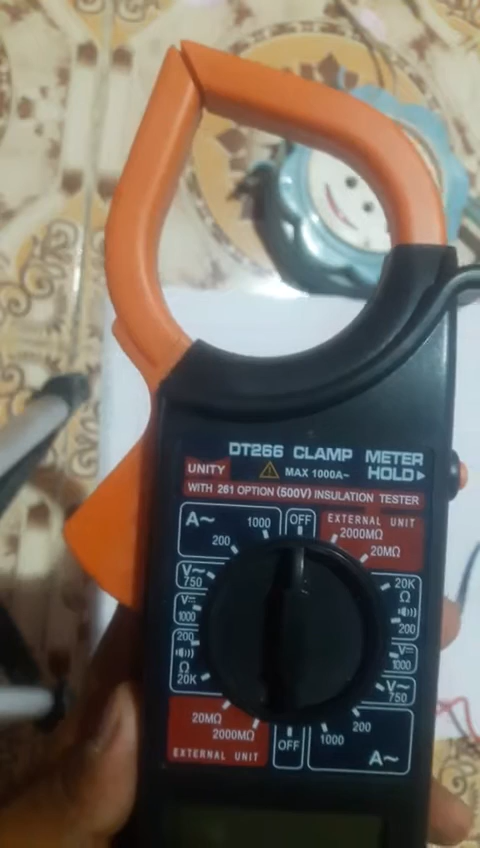 DT266 CLAMP METER
UNITY
⚠ MAX 1000A~ HOLD▶
WITH 261 OPTION (500V) INSULATION TESTER
A~ 1000
200
OFF
EXTERNAL UNIT
2000MΩ
20MΩ
V~
750
V=
1000
200
Ω
20K
20K
Ω
200
V=
1000
V~
750
20MΩ
2000MΩ
EXTERNAL UNIT
OFF
200
1000
A~